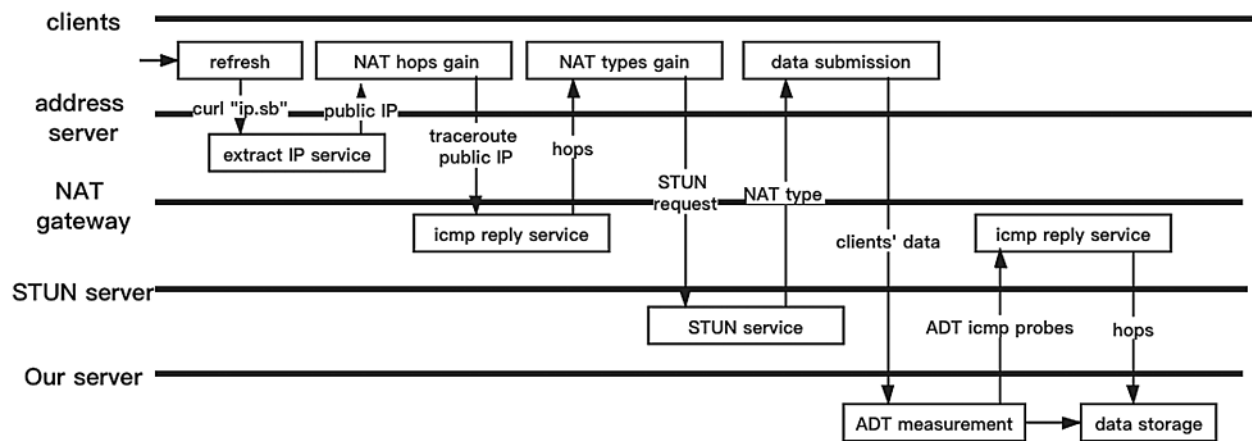 clients
refresh
NAT hops gain
NAT types gain
data submission
curl "ip.sb"
public IP
address
server
extract IP service
traceroute
public IP
hops
STUN
request
NAT type
NAT
gateway
icmp reply service
clients' data
icmp reply service
STUN server
STUN service
ADT icmp probes
hops
Our server
ADT measurement
data storage